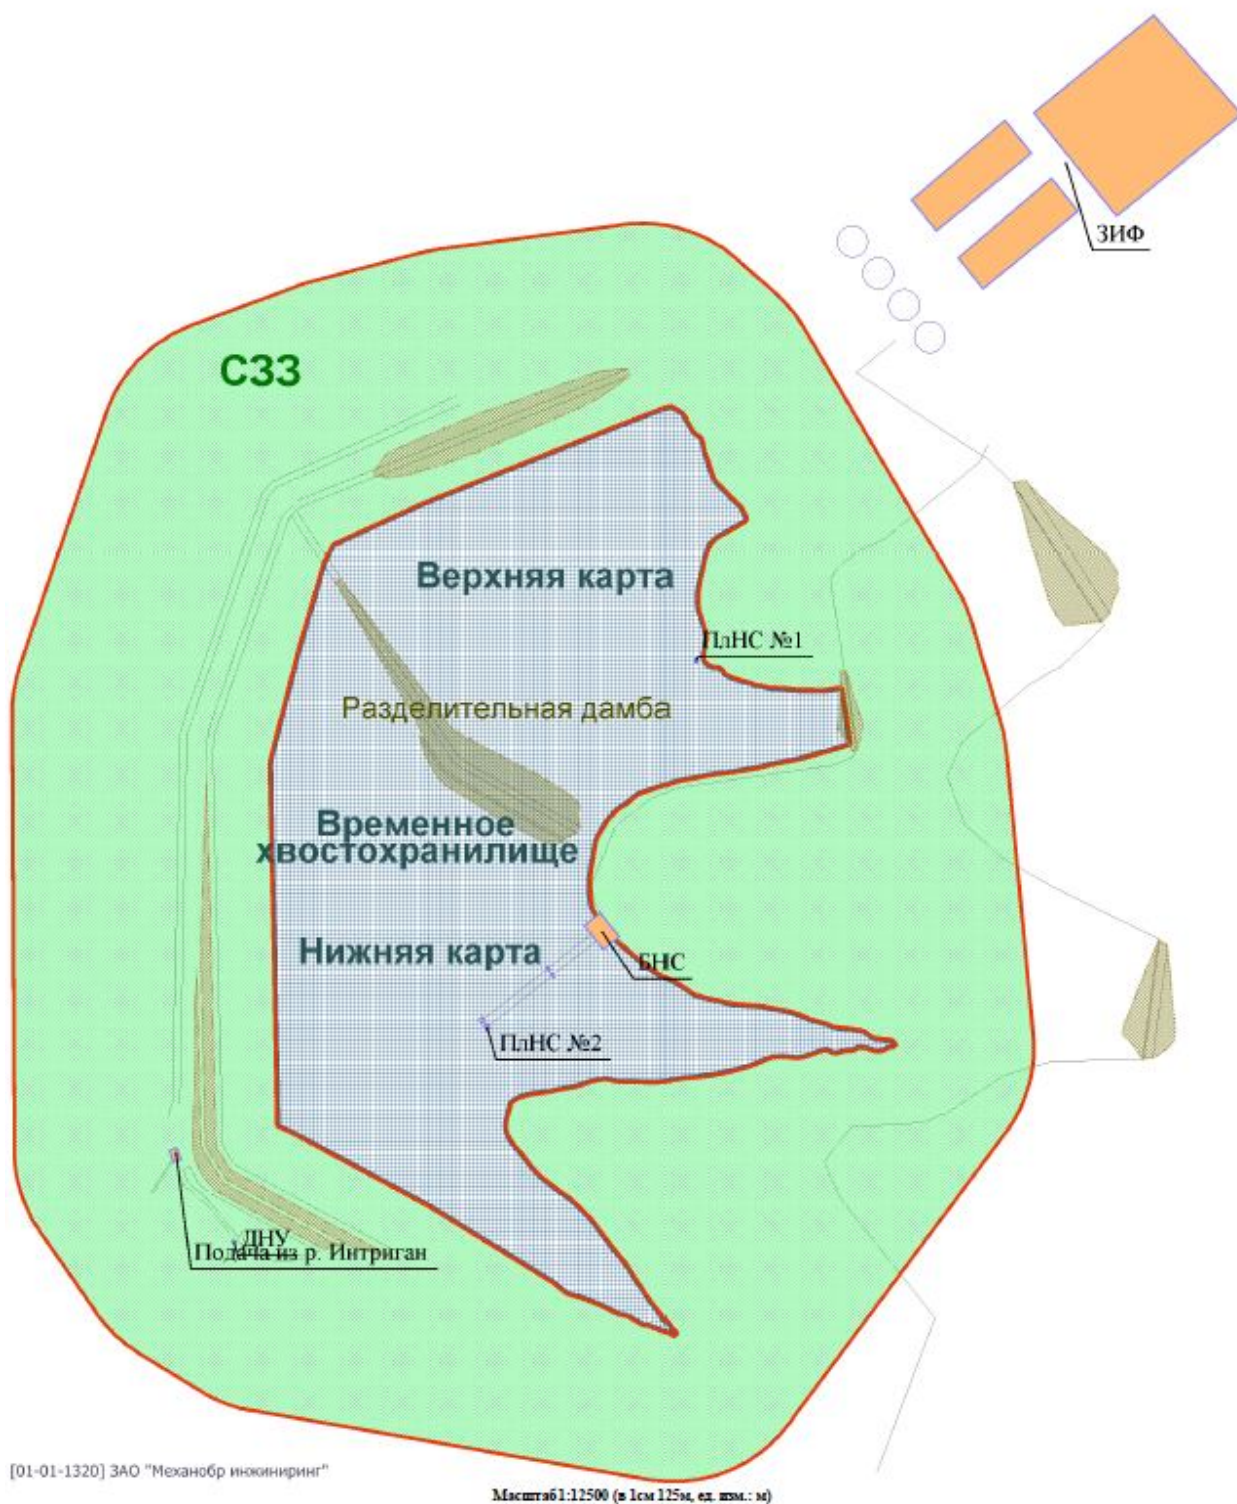 ЗИФ
СЗЗ
Верхняя карта
ПлНС №1
Разделительная дамба
Временное
хвостохранилище
Нижняя карта
БНС
ПлНС №2
ДНУ
Подача из р. Интриган
[01-01-1320] ЗАО "Механобр инжиниринг"
Масштаб1:12500 (в 1см 125м, ед. изм.: м)